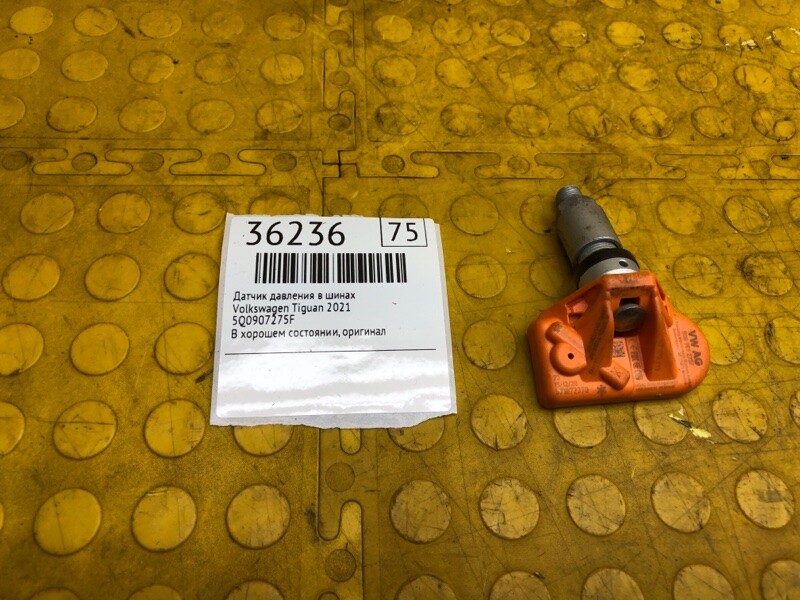 36236 75
Датчик давления в шинах
Volkswagen Tiguan 2021
5Q0907275F
В хорошем состоянии, оригинал
VW AG